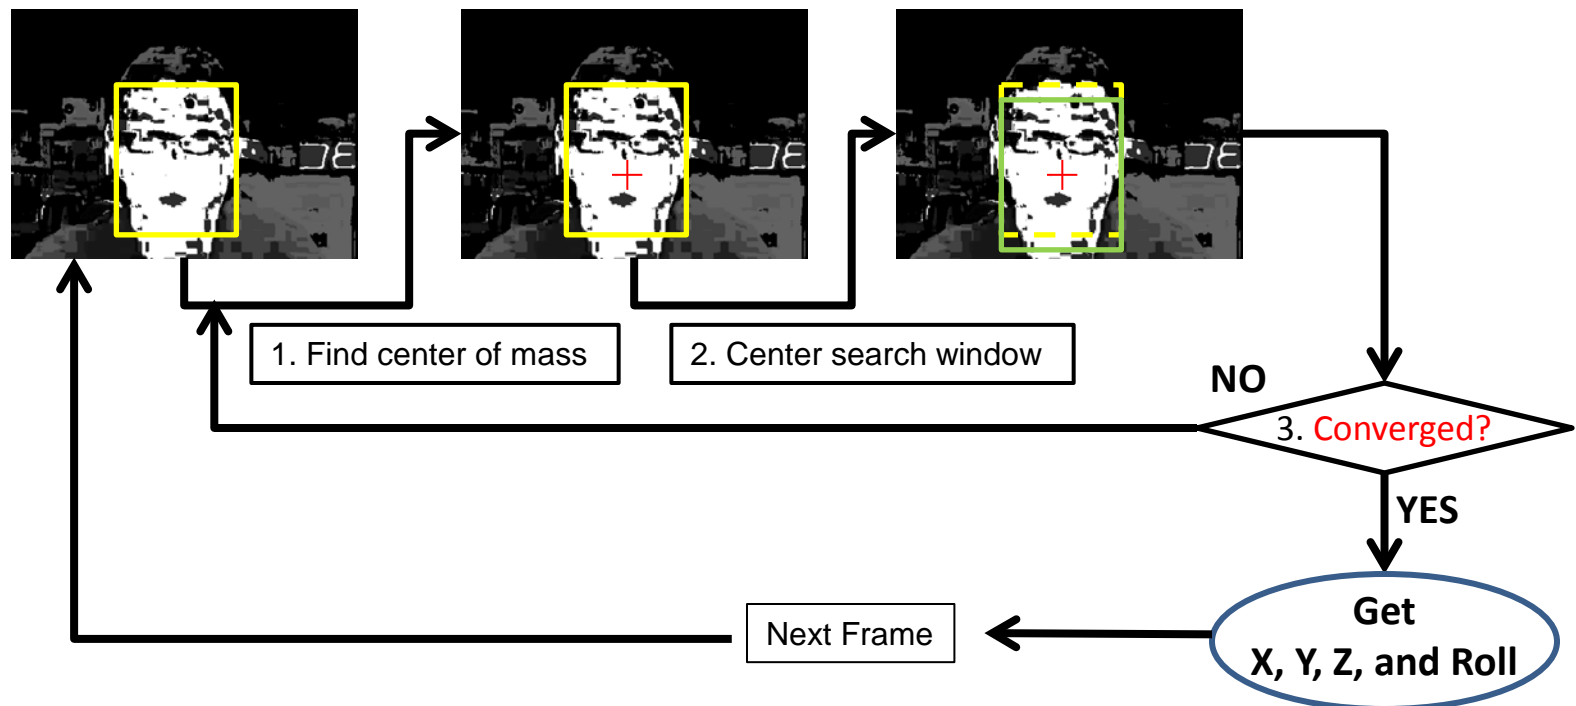 1. Find center of mass
2. Center search window
NO
3. Converged?
YES
Next Frame
Get
X, Y, Z, and Roll